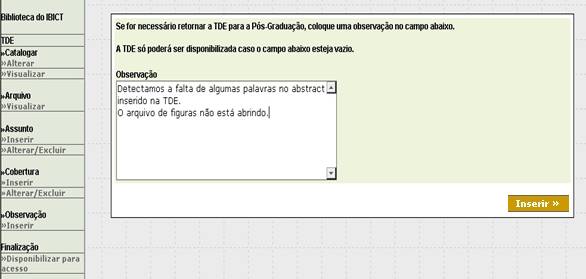 Biblioteca do IBICT
TDE
»Catalogar
»Alterar
»Visualizar
»Arquivo
»Visualizar
»Assunto
»Inserir
»Alterar/Excluir
»Cobertura
»Inserir
»Alterar/Excluir
»Observação
»Inserir
Finalização
»Disponibilizar para
acesso
Se for necessário retornar a TDE para a Pós-Graduação, coloque uma observação no campo abaixo.
A TDE só poderá ser disponibilizada caso o campo abaixo esteja vazio.
Observação
Detectamos a falta de algumas palavras no abstract
inserido na TDE.
O arquivo de figuras não está abrindo.
Inserir »